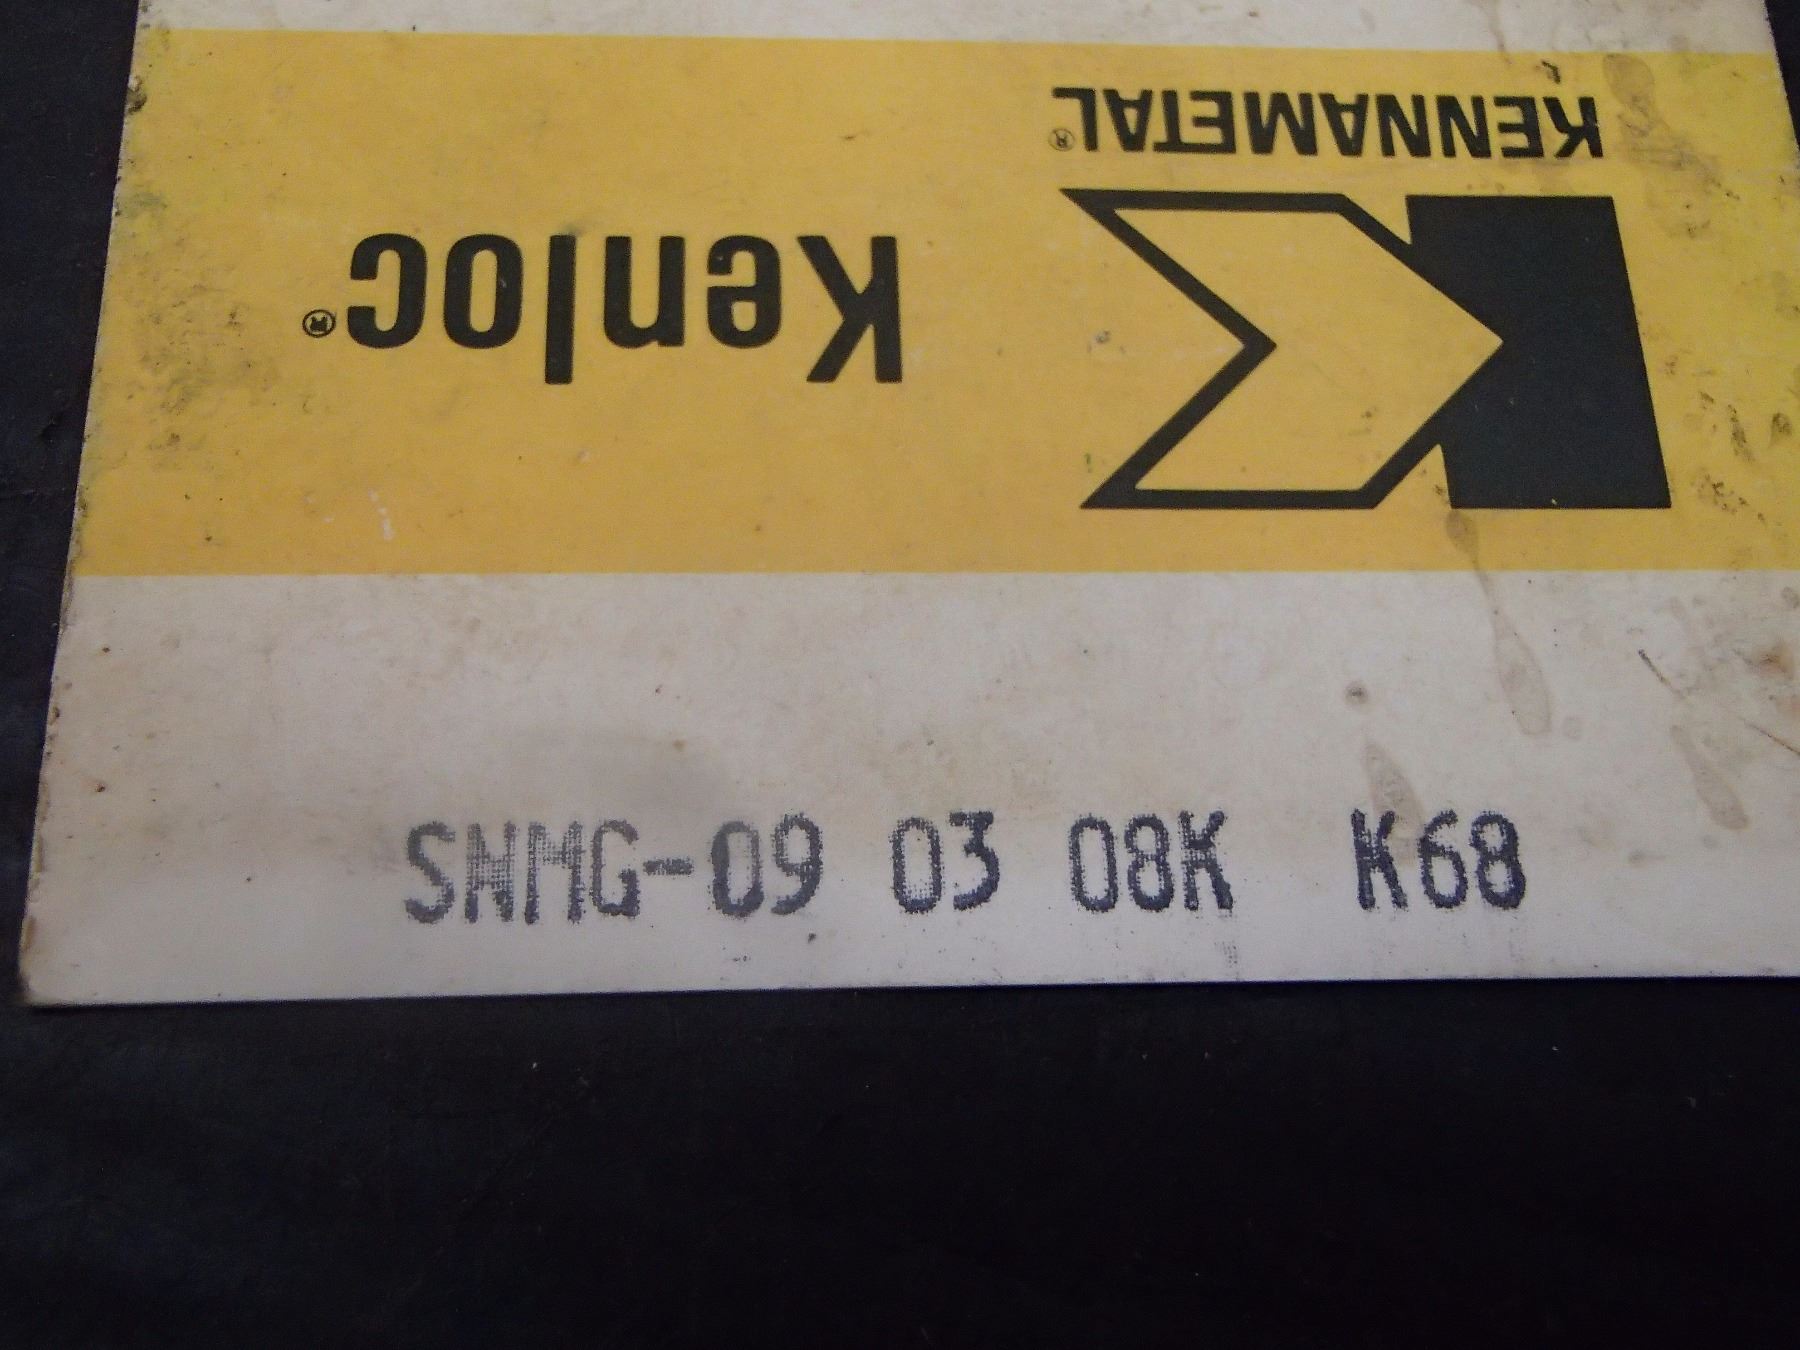 KENNAMETAL®
Kenloc®
SNMG-09 03 08K K68